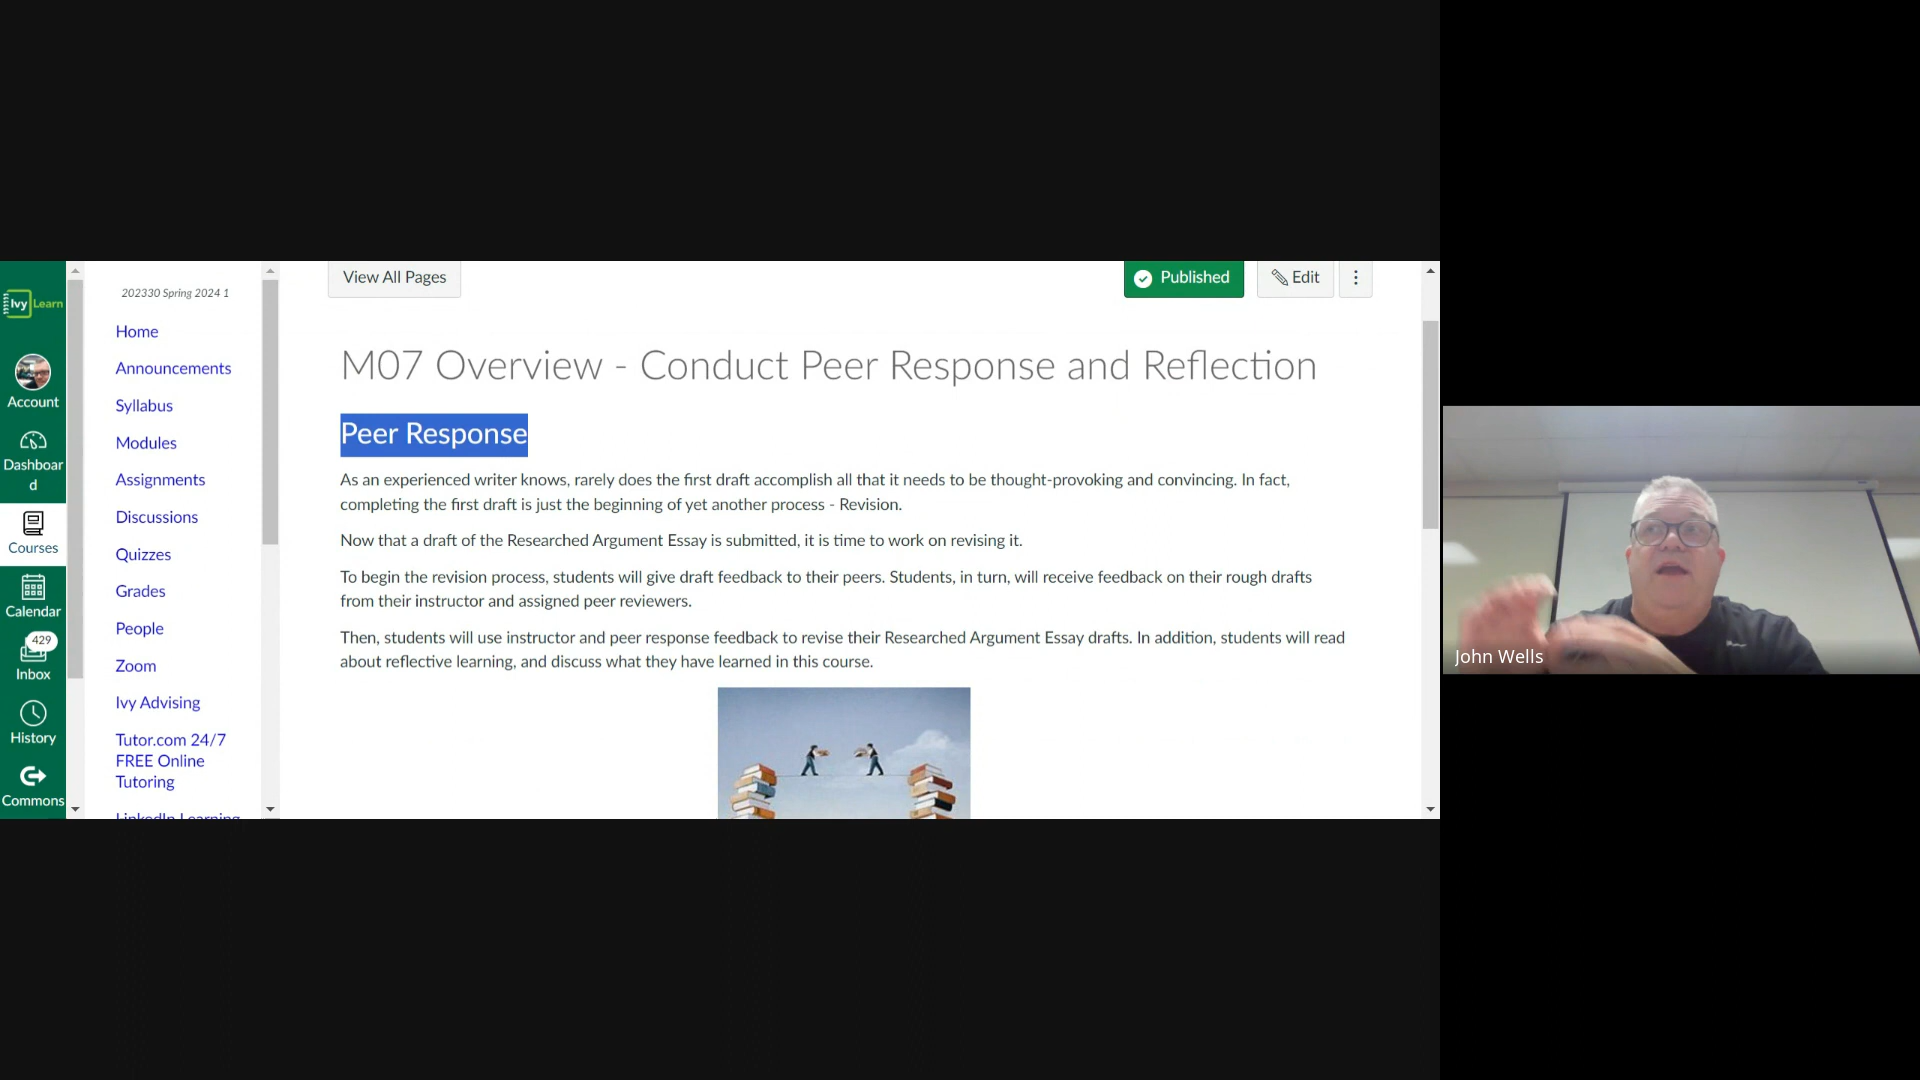 Ivy Learn
Account
Dashboar
d
Courses
Calendar
429
Inbox
History
Commons
202330 Spring 2024 1
Home
Announcements
Syllabus
Modules
Assignments
Discussions
Quizzes
Grades
People
Zoom
Ivy Advising
Tutor.com 24/7
FREE Online
Tutoring
LinkedIn Learning
View All Pages
Published
Edit
M07 Overview - Conduct Peer Response and Reflection
Peer Response
As an experienced writer knows, rarely does the first draft accomplish all that it needs to be thought-provoking and convincing. In fact,
completing the first draft is just the beginning of yet another process - Revision.
Now that a draft of the Researched Argument Essay is submitted, it is time to work on revising it.
To begin the revision process, students will give draft feedback to their peers. Students, in turn, will receive feedback on their rough drafts
from their instructor and assigned peer reviewers.
Then, students will use instructor and peer response feedback to revise their Researched Argument Essay drafts. In addition, students will read
about reflective learning, and discuss what they have learned in this course.
John Wells